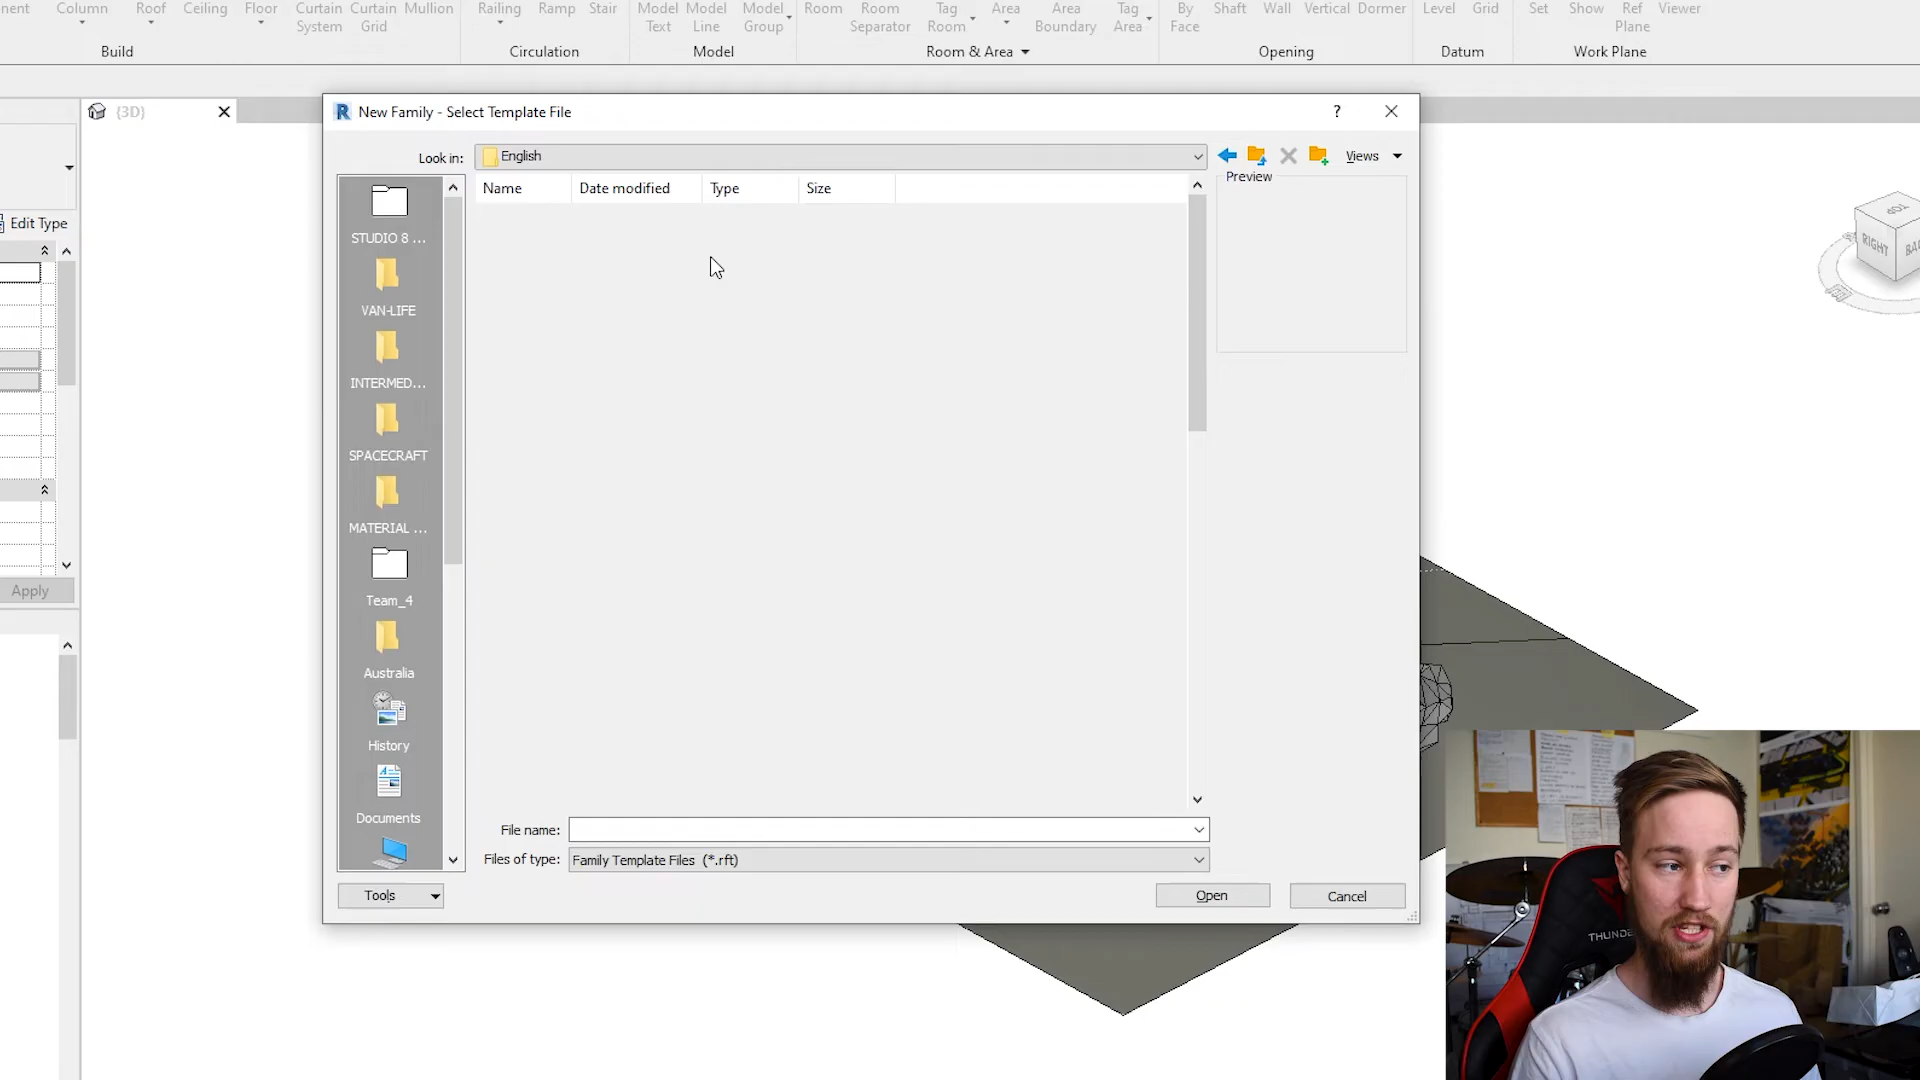 nent Column Roof Ceiling Floor Curtain System Curtain Grid Mullion Railing Ramp Stair Model Text Model Line Model Group Room Room Separator Tag Room Area Area Boundary Tag Area By Face Shaft Wall Vertical Dormer Level Grid Set Show Ref Plane Viewer
Build Circulation Model Room & Area Opening Datum Work Plane
{3D}
Edit Type
Apply
New Family - Select Template File ?
Look in: English Views
Name Date modified Type Size
Preview
STUDIO 8 ...
VAN-LIFE
INTERMED...
SPACECRAFT
MATERIAL ...
Team_4
Australia
History
Documents
File name:
Files of type: Family Template Files (*.rft)
Tools Open Cancel
TOP
RIGHT
BAC
THUNDE